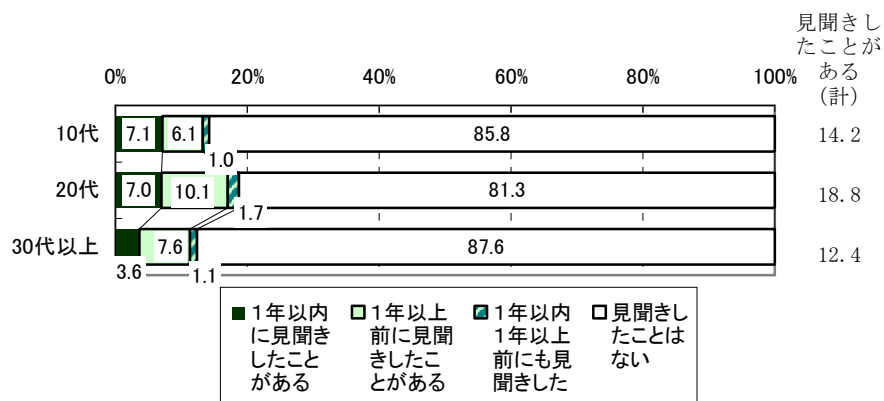 見聞きし
たことが
ある
(計)
0% 20% 40% 60% 80% 100%
10代 7.1 6.1 1.0 85.8 14.2
20代 7.0 10.1 1.7 81.3 18.8
30代以上 3.6 7.6 1.1 87.6 12.4
1年以内
に見聞き
したこと
がある
1年以上
前に見聞
きしたこ
とがある
1年以内
1年以上
前にも見
聞きした
見聞きし
たことは
ない